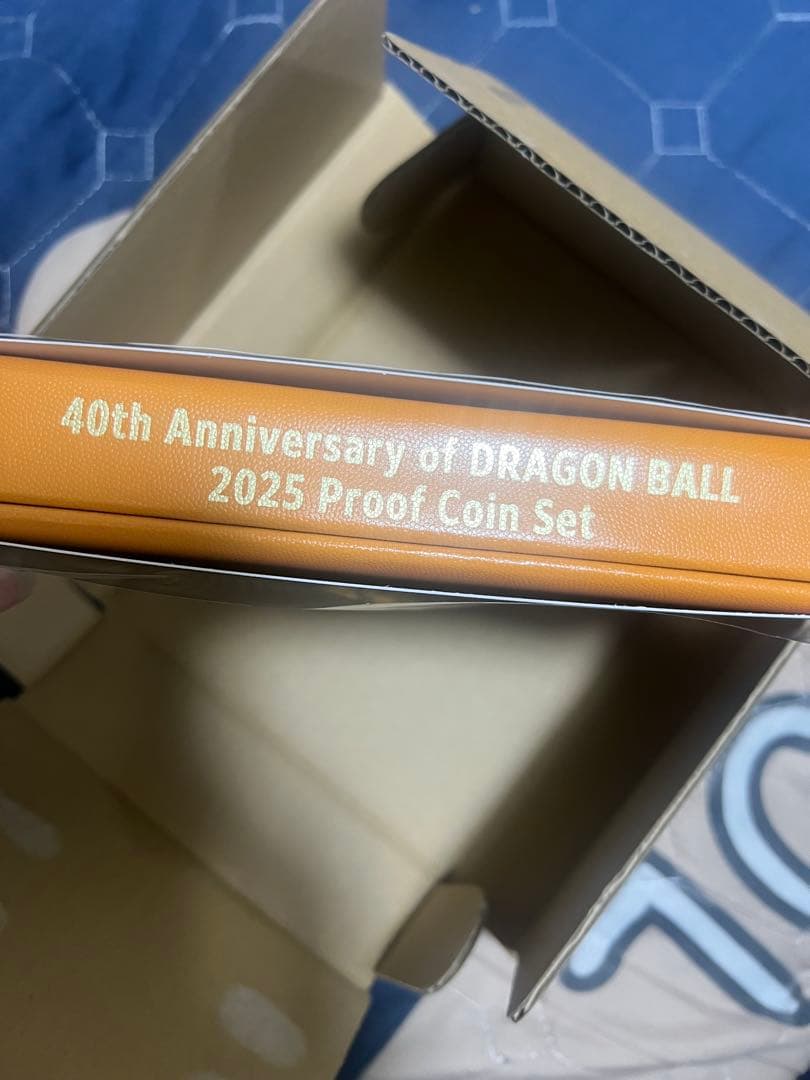 40th Anniversary of DRAGON BALL
2025 Proof Coin Set